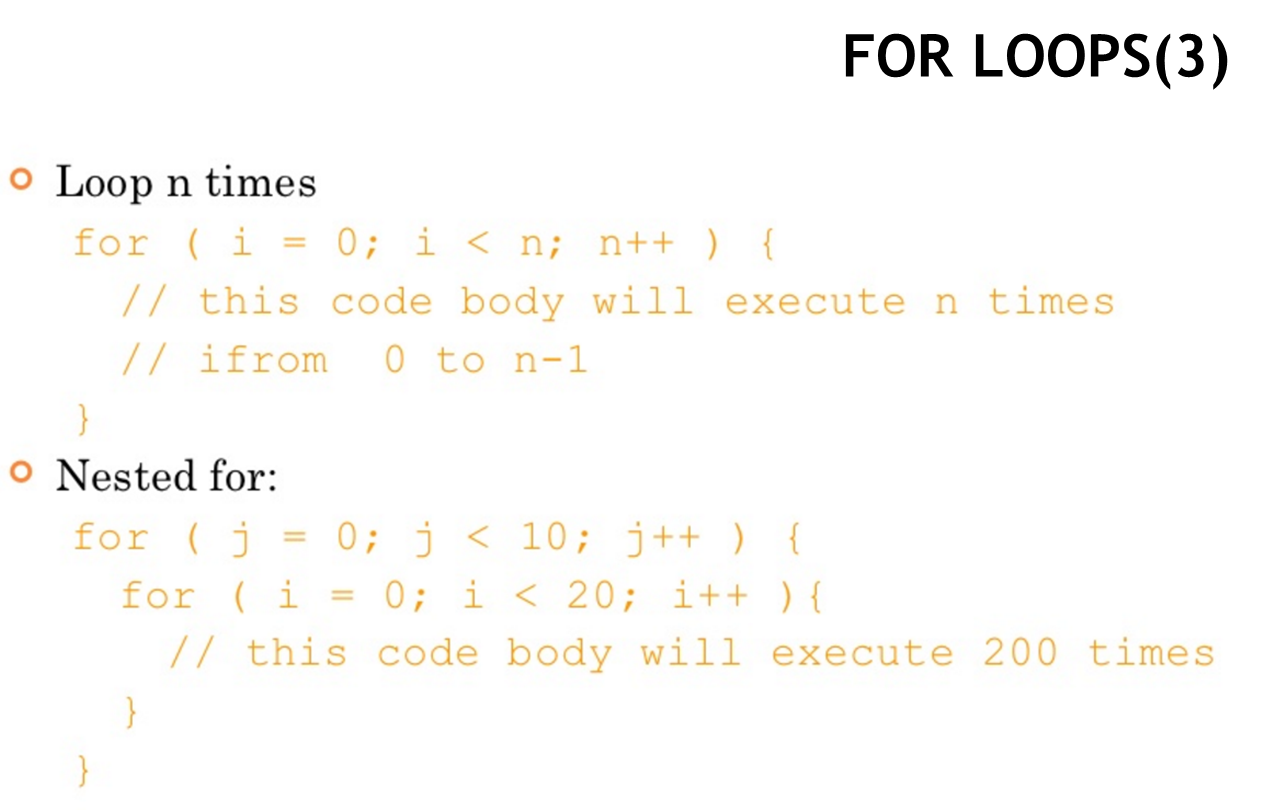 FOR LOOPS(3)
Loop n times
for ( i = 0; i < n; n++ ) {
// this code body will execute n times
// ifrom  0 to n-1
}
Nested for:
for ( j = 0; j < 10; j++ ) {
for ( i = 0; i < 20; i++ ){
// this code body will execute 200 times
}
}